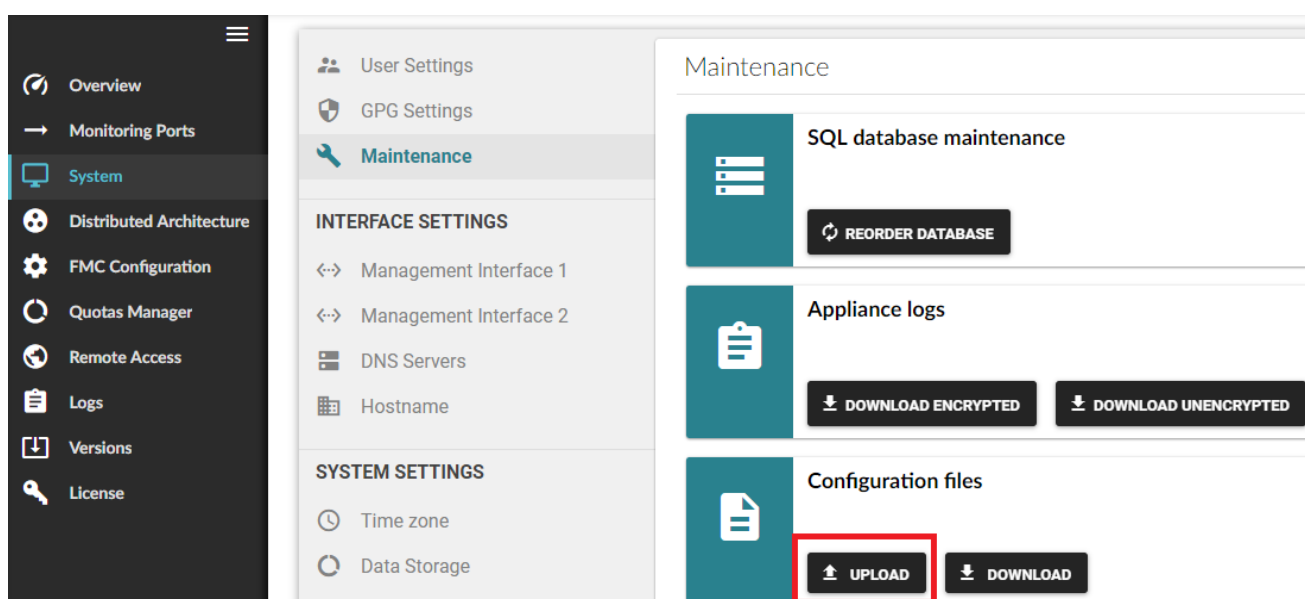 Overview
Monitoring Ports
System
Distributed Architecture
FMC Configuration
Quotas Manager
Remote Access
Logs
Versions
License
User Settings
GPG Settings
Maintenance
INTERFACE SETTINGS
Management Interface 1
Management Interface 2
DNS Servers
Hostname
SYSTEM SETTINGS
Time zone
Data Storage
Maintenance
SQL database maintenance
REORDER DATABASE
Appliance logs
DOWNLOAD ENCRYPTED
DOWNLOAD UNENCRYPTED
Configuration files
UPLOAD
DOWNLOAD